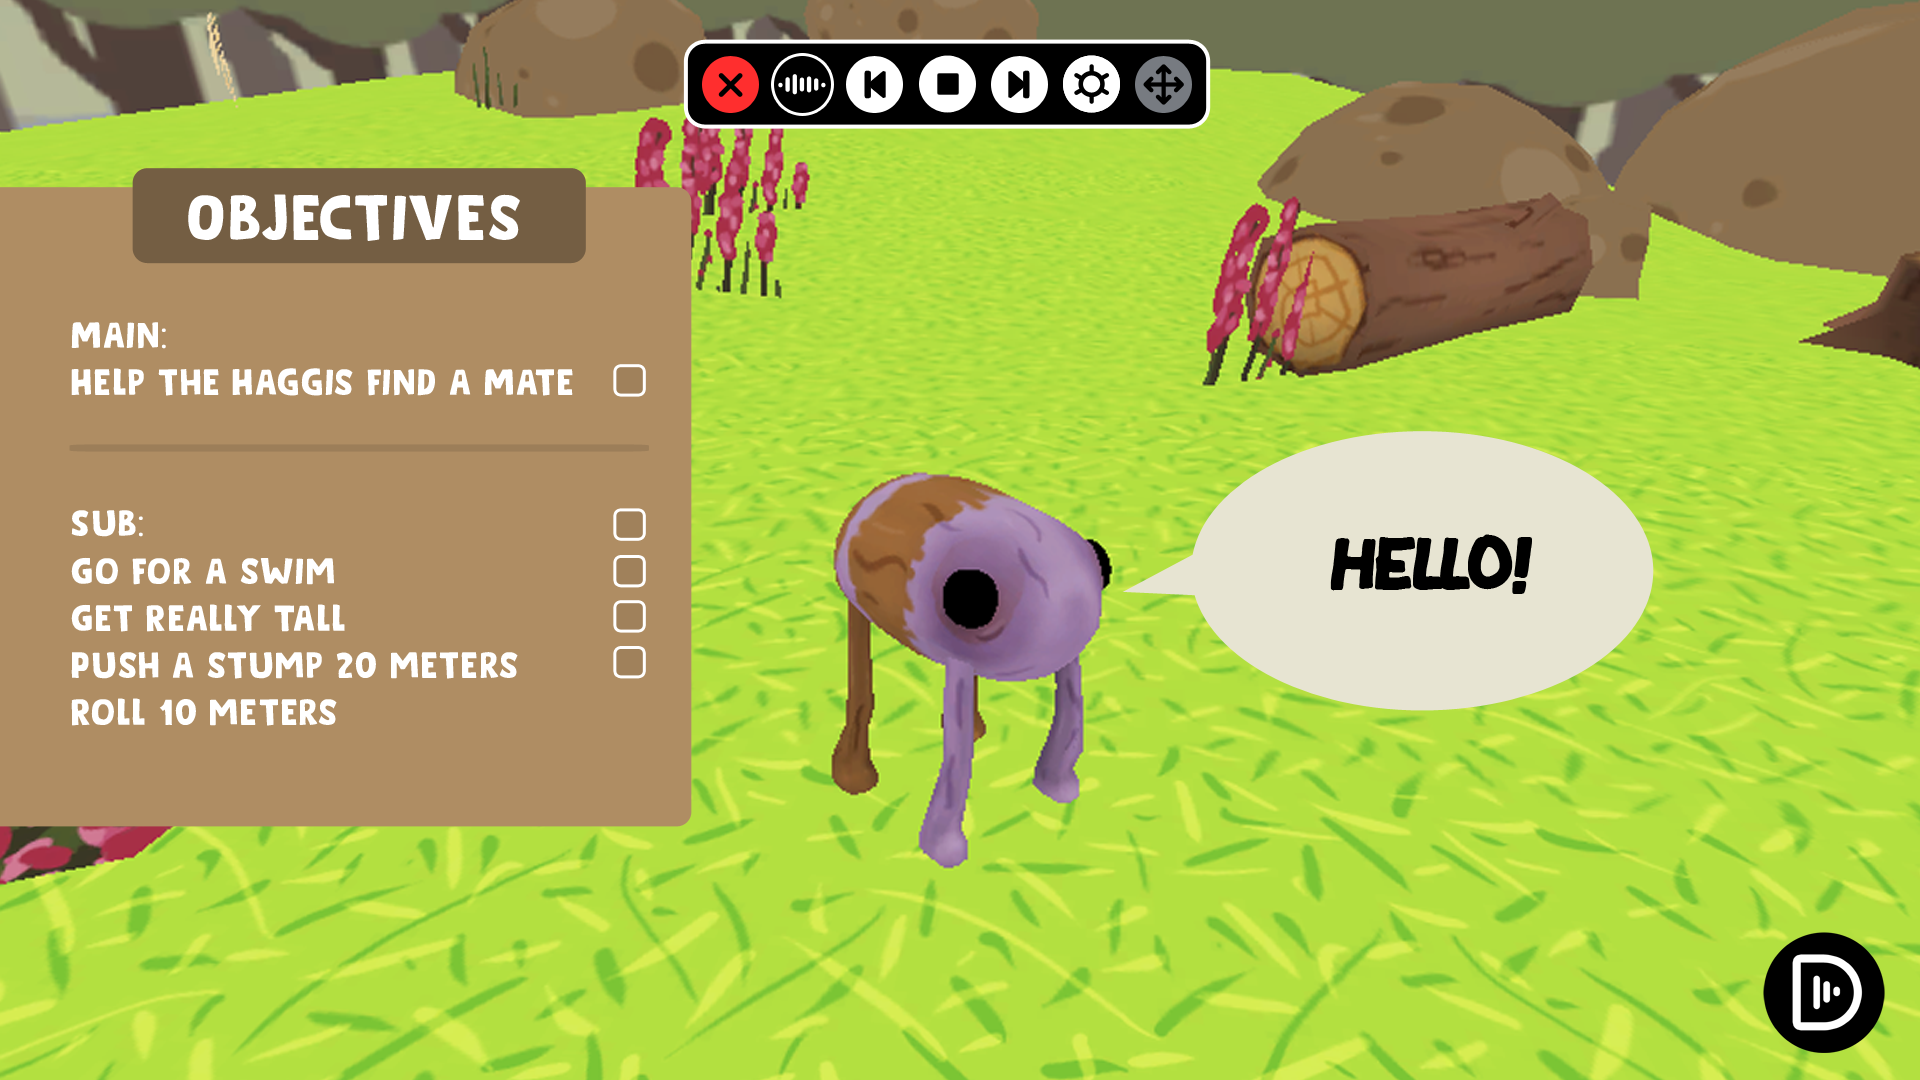 OBJECTIVES
MAIN:
HELP THE HAGGIS FIND A MATE
SUB:
GO FOR A SWIM
GET REALLY TALL
PUSH A STUMP 20 METERS
ROLL 10 METERS
HELLO!